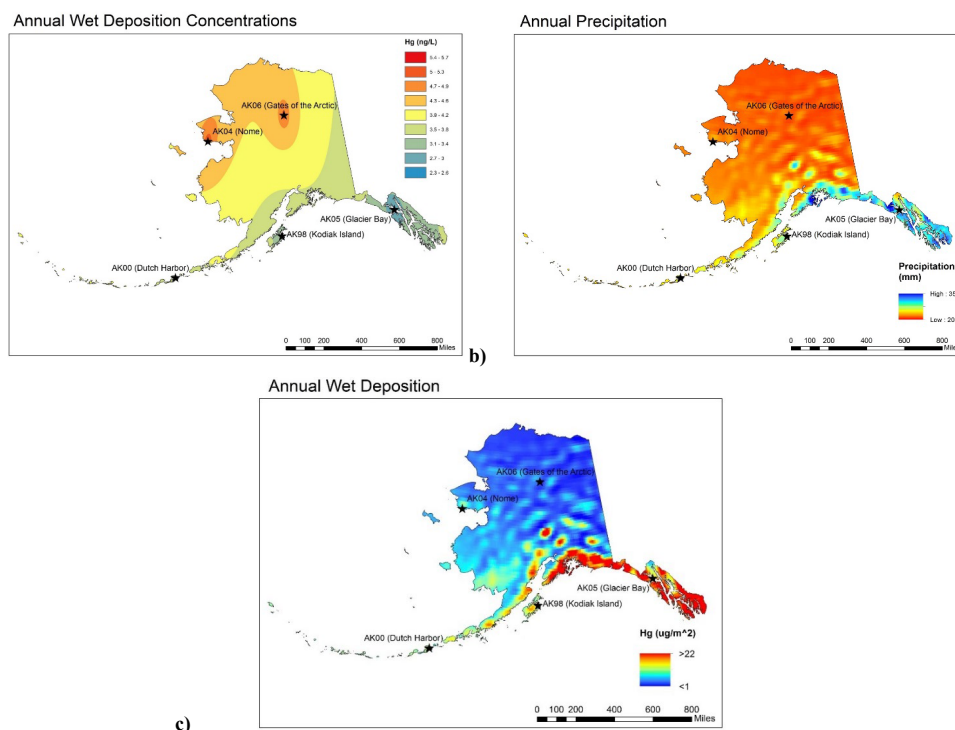 Annual Wet Deposition Concentrations
Hg (ng/L)
5.4 - 5.7
5 - 5.3
4.7 - 4.9
4.3 - 4.6
3.9 - 4.2
3.5 - 3.8
3.1 - 3.4
2.7 - 3
2.3 - 2.6
AK06 (Gates of the Arctic)
AK04 (Nome)
AK05 (Glacier Bay)
AK98 (Kodiak Island)
AK00 (Dutch Harbor)
0 100 200 400 600 800
Miles
b)
Annual Precipitation
AK06 (Gates of the Arctic)
AK04 (Nome)
AK05 (Glacier Bay)
AK98 (Kodiak Island)
AK00 (Dutch Harbor)
Precipitation
(mm)
High : 35
Low : 20
0 100 200 400 600 800
Miles
Annual Wet Deposition
AK06 (Gates of the Arctic)
AK04 (Nome)
AK05 (Glacier Bay)
AK98 (Kodiak Island)
AK00 (Dutch Harbor)
Hg (ug/m^2)
>22
<1
0 100 200 400 600 800
Miles
c)